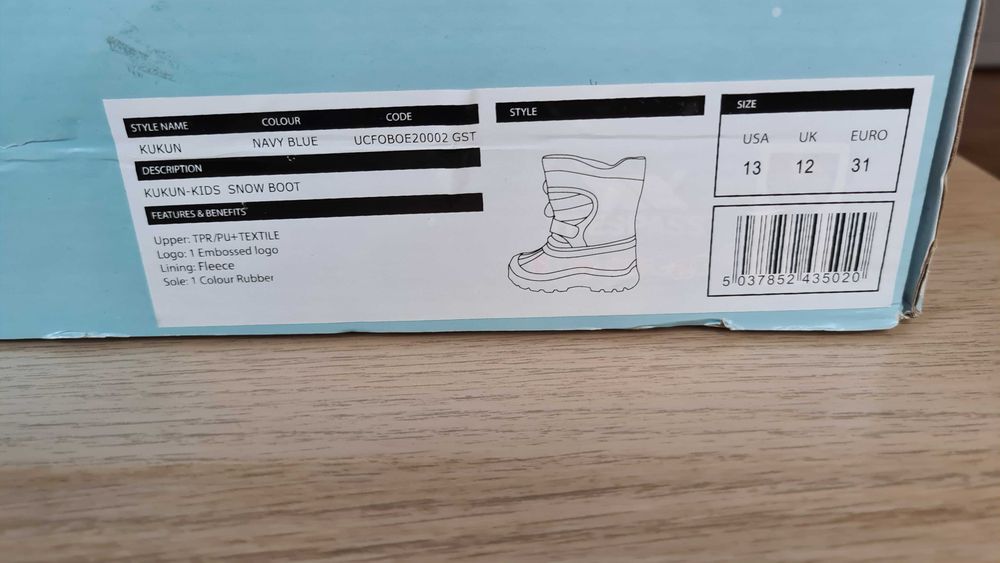 STYLE NAME COLOUR CODE
KUKUN NAVY BLUE UCFOBOE20002 GST
DESCRIPTION
KUKUN-KIDS SNOW BOOT
FEATURES & BENEFITS
Upper: TPR/PU+TEXTILE
Logo: 1 Embossed logo
Lining: Fleece
Sole: 1 Colour Rubber
STYLE
SIZE
USA UK EURO
13 12 31
5 037852 435020